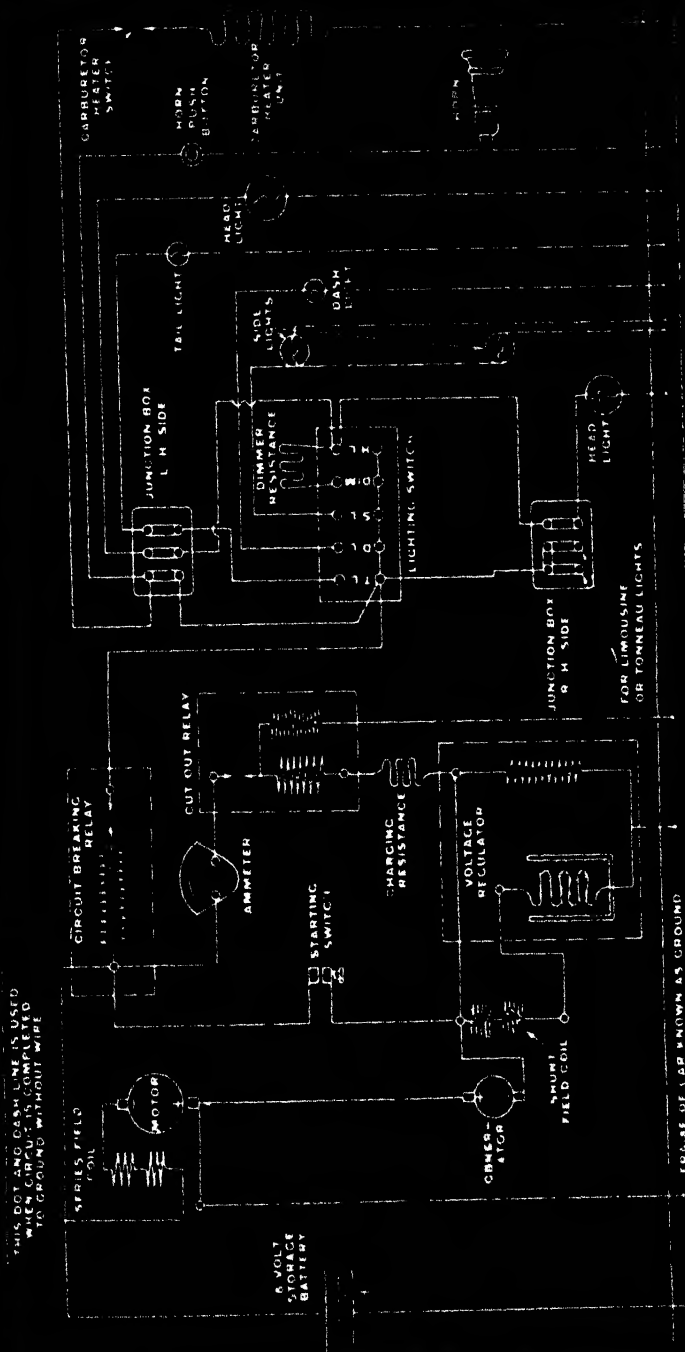 THIS DOT AND DASH LINE IS USED
WHEN CIRCUIT IS COMPLETED
TO GROUND WITHOUT WIRE
SERIES FIELD
COIL
MOTOR
6 VOLT
STORAGE
BATTERY
CIRCUIT BREAKING
RELAY
AMMETER
STARTING
SWITCH
GENER-
ATOR
SHUNT
FIELD COIL
CUT OUT RELAY
CHARGING
RESISTANCE
VOLTAGE
REGULATOR
FRAME OF CAR KNOWN AS GROUND
JUNCTION BOX
L H SIDE
DIMMER
RESISTANCE
T L
D L
S L
DIM
H L
LIGHTING SWITCH
JUNCTION BOX
R H SIDE
FOR LIMOUSINE
OR TONNEAU LIGHTS
CARBURETOR
HEATER
SWITCH
HORN
PUSH
BUTTON
CARBURETOR
HEATER
UNIT
HORN
HEAD
LIGHT
TAIL LIGHT
DASH
LIGHT
SIDE
LIGHTS
HEAD
LIGHT